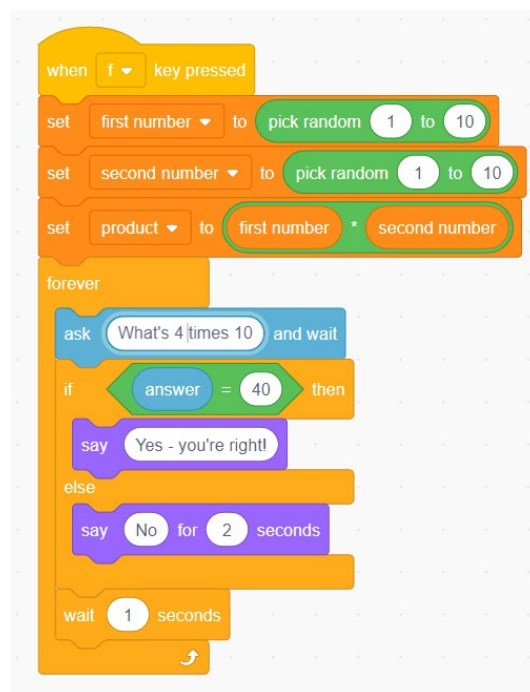 when f key pressed
set first number to pick random 1 to 10
set second number to pick random 1 to 10
set product to first number * second number
forever
ask What's 4 times 10 and wait
if answer = 40 then
say Yes - you're right!
else
say No for 2 seconds
wait 1 seconds